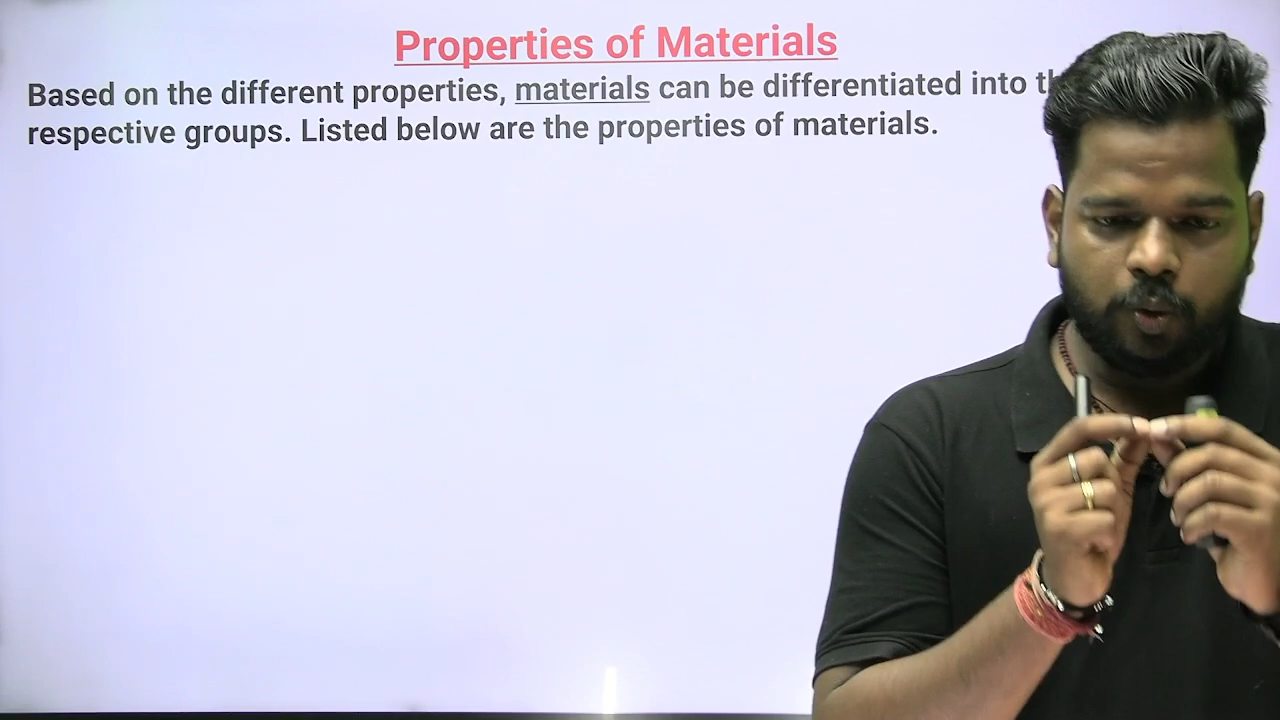 Properties of Materials
Based on the different properties, materials can be differentiated into
respective groups. Listed below are the properties of materials.